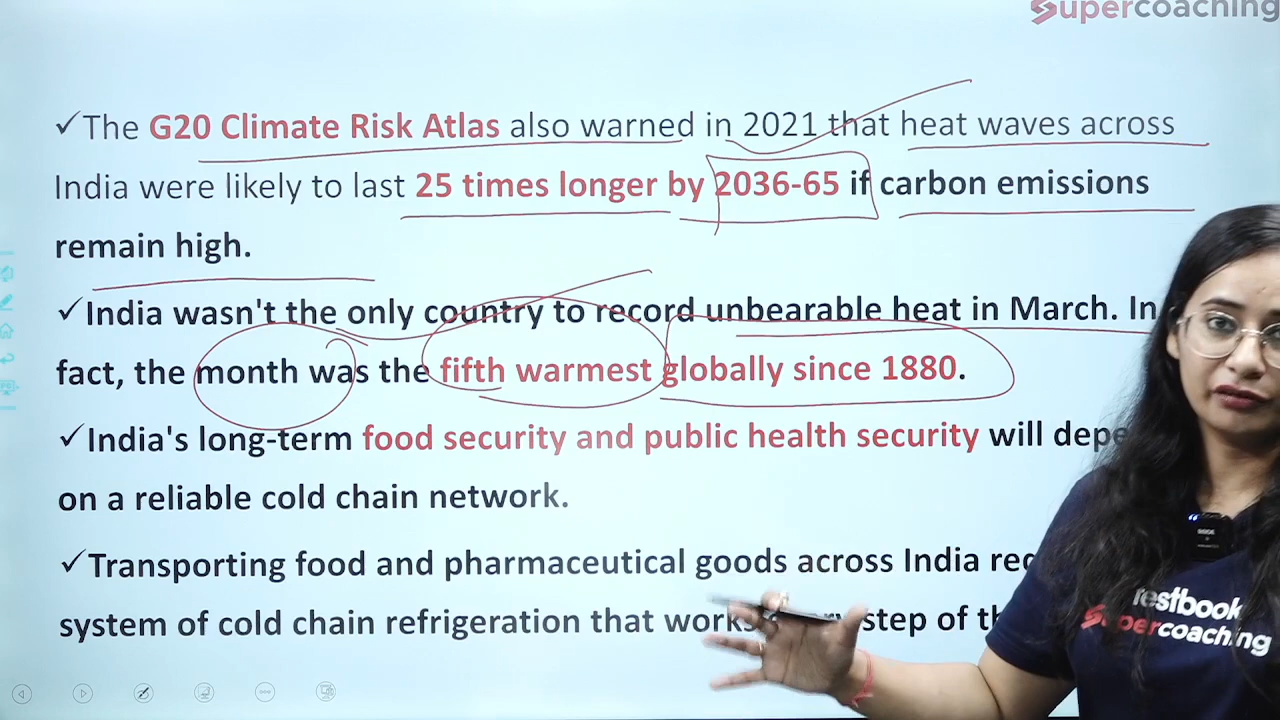 Supercoaching
✓The G20 Climate Risk Atlas also warned in 2021 that heat waves across
India were likely to last 25 times longer by 2036-65 if carbon emissions
remain high.
✓India wasn't the only country to record unbearable heat in March. In
fact, the month was the fifth warmest globally since 1880.
✓India's long-term food security and public health security will
on a reliable cold chain network.
✓Transporting food and pharmaceutical goods across India
system of cold chain refrigeration that works step of
testbook
Supercoaching